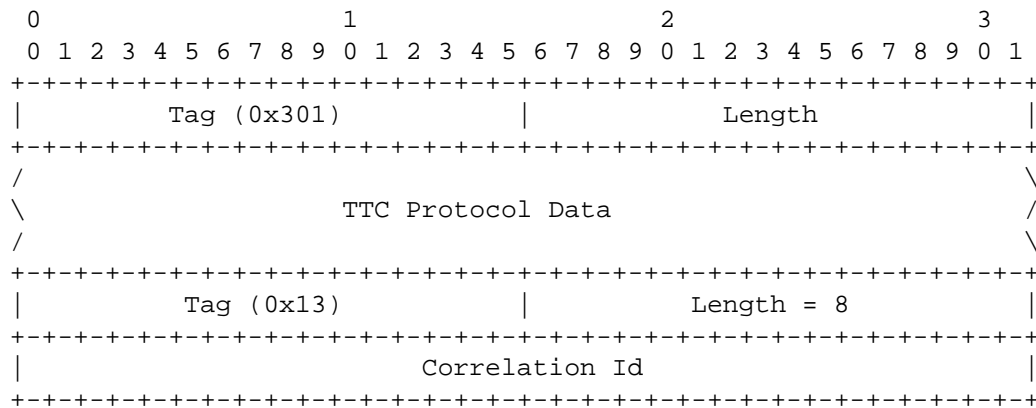 0                   1                   2                   3
 0 1 2 3 4 5 6 7 8 9 0 1 2 3 4 5 6 7 8 9 0 1 2 3 4 5 6 7 8 9 0 1
+-+-+-+-+-+-+-+-+-+-+-+-+-+-+-+-+-+-+-+-+-+-+-+-+-+-+-+-+-+-+-+-+
|         Tag (0x301)           |            Length             |
+-+-+-+-+-+-+-+-+-+-+-+-+-+-+-+-+-+-+-+-+-+-+-+-+-+-+-+-+-+-+-+-+
/                                                               \
\                    TTC Protocol Data                          /
/                                                               \
+-+-+-+-+-+-+-+-+-+-+-+-+-+-+-+-+-+-+-+-+-+-+-+-+-+-+-+-+-+-+-+-+
|          Tag (0x13)           |          Length = 8           |
+-+-+-+-+-+-+-+-+-+-+-+-+-+-+-+-+-+-+-+-+-+-+-+-+-+-+-+-+-+-+-+-+
|                         Correlation Id                        |
+-+-+-+-+-+-+-+-+-+-+-+-+-+-+-+-+-+-+-+-+-+-+-+-+-+-+-+-+-+-+-+-+